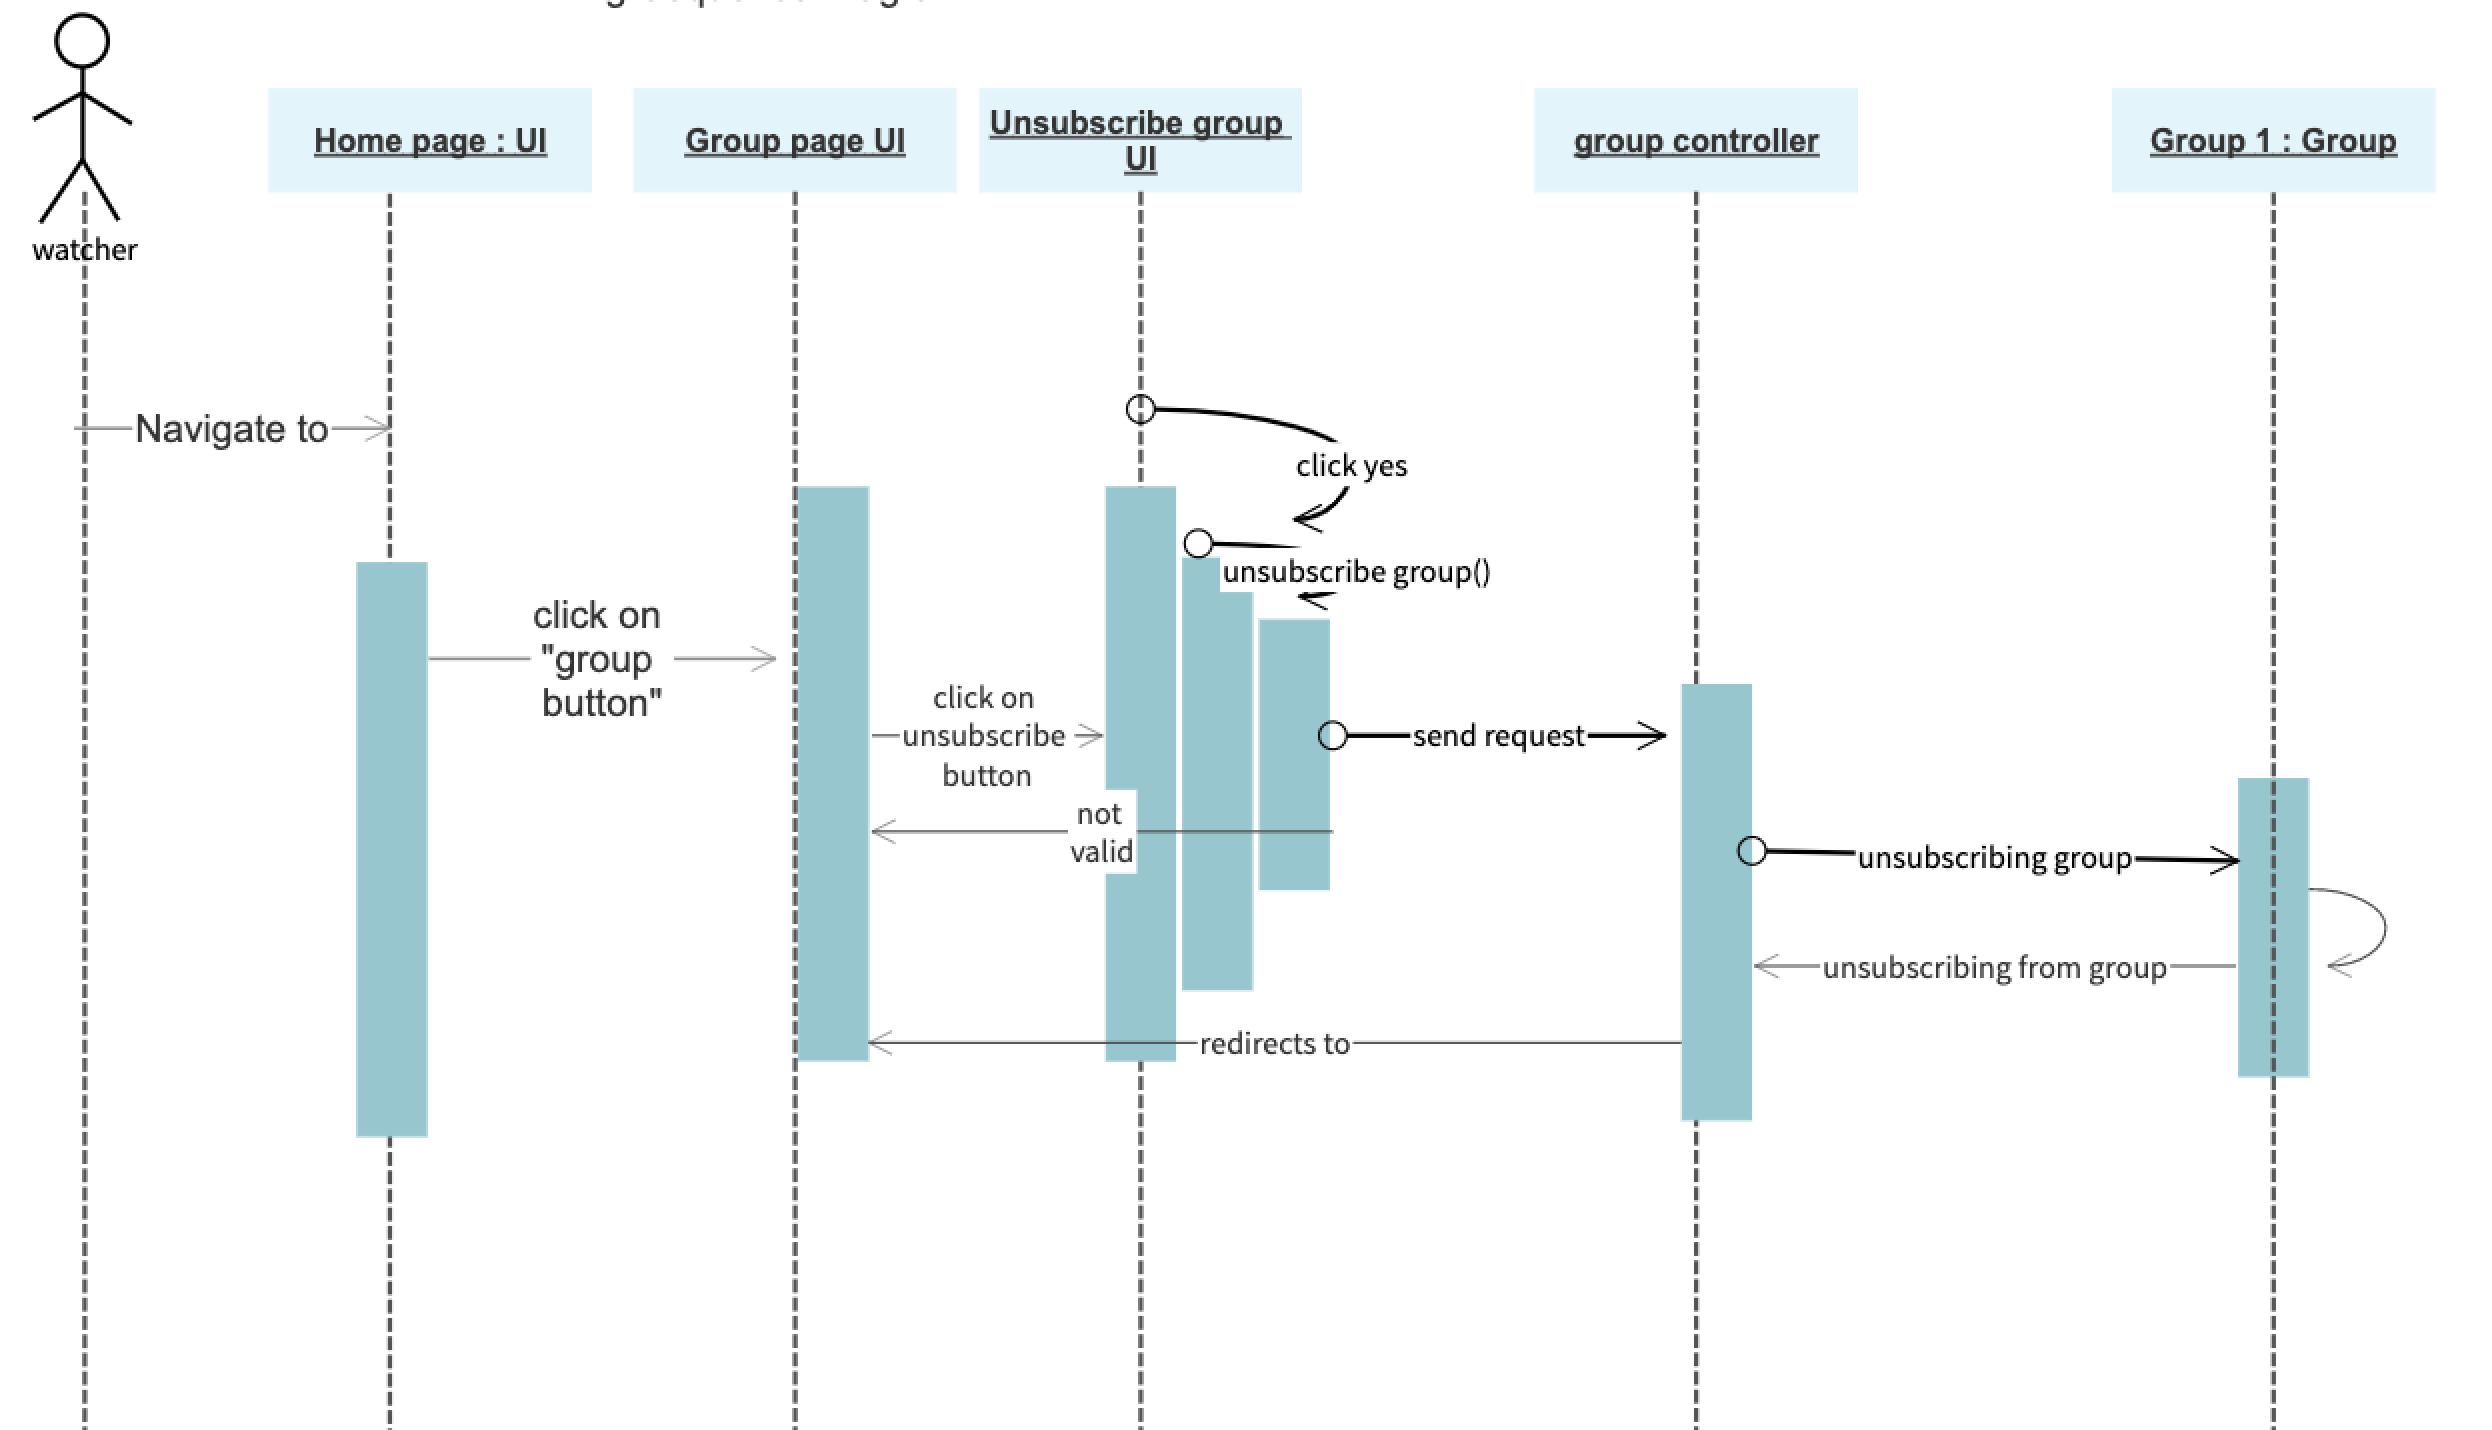 watcher
Home page : UI
Group page UI
Unsubscribe group
UI
group controller
Group 1 : Group
Navigate to
click yes
unsubscribe group()
click on
"group
button"
click on
unsubscribe
button
send request
not
valid
unsubscribing group
unsubscribing from group
redirects to